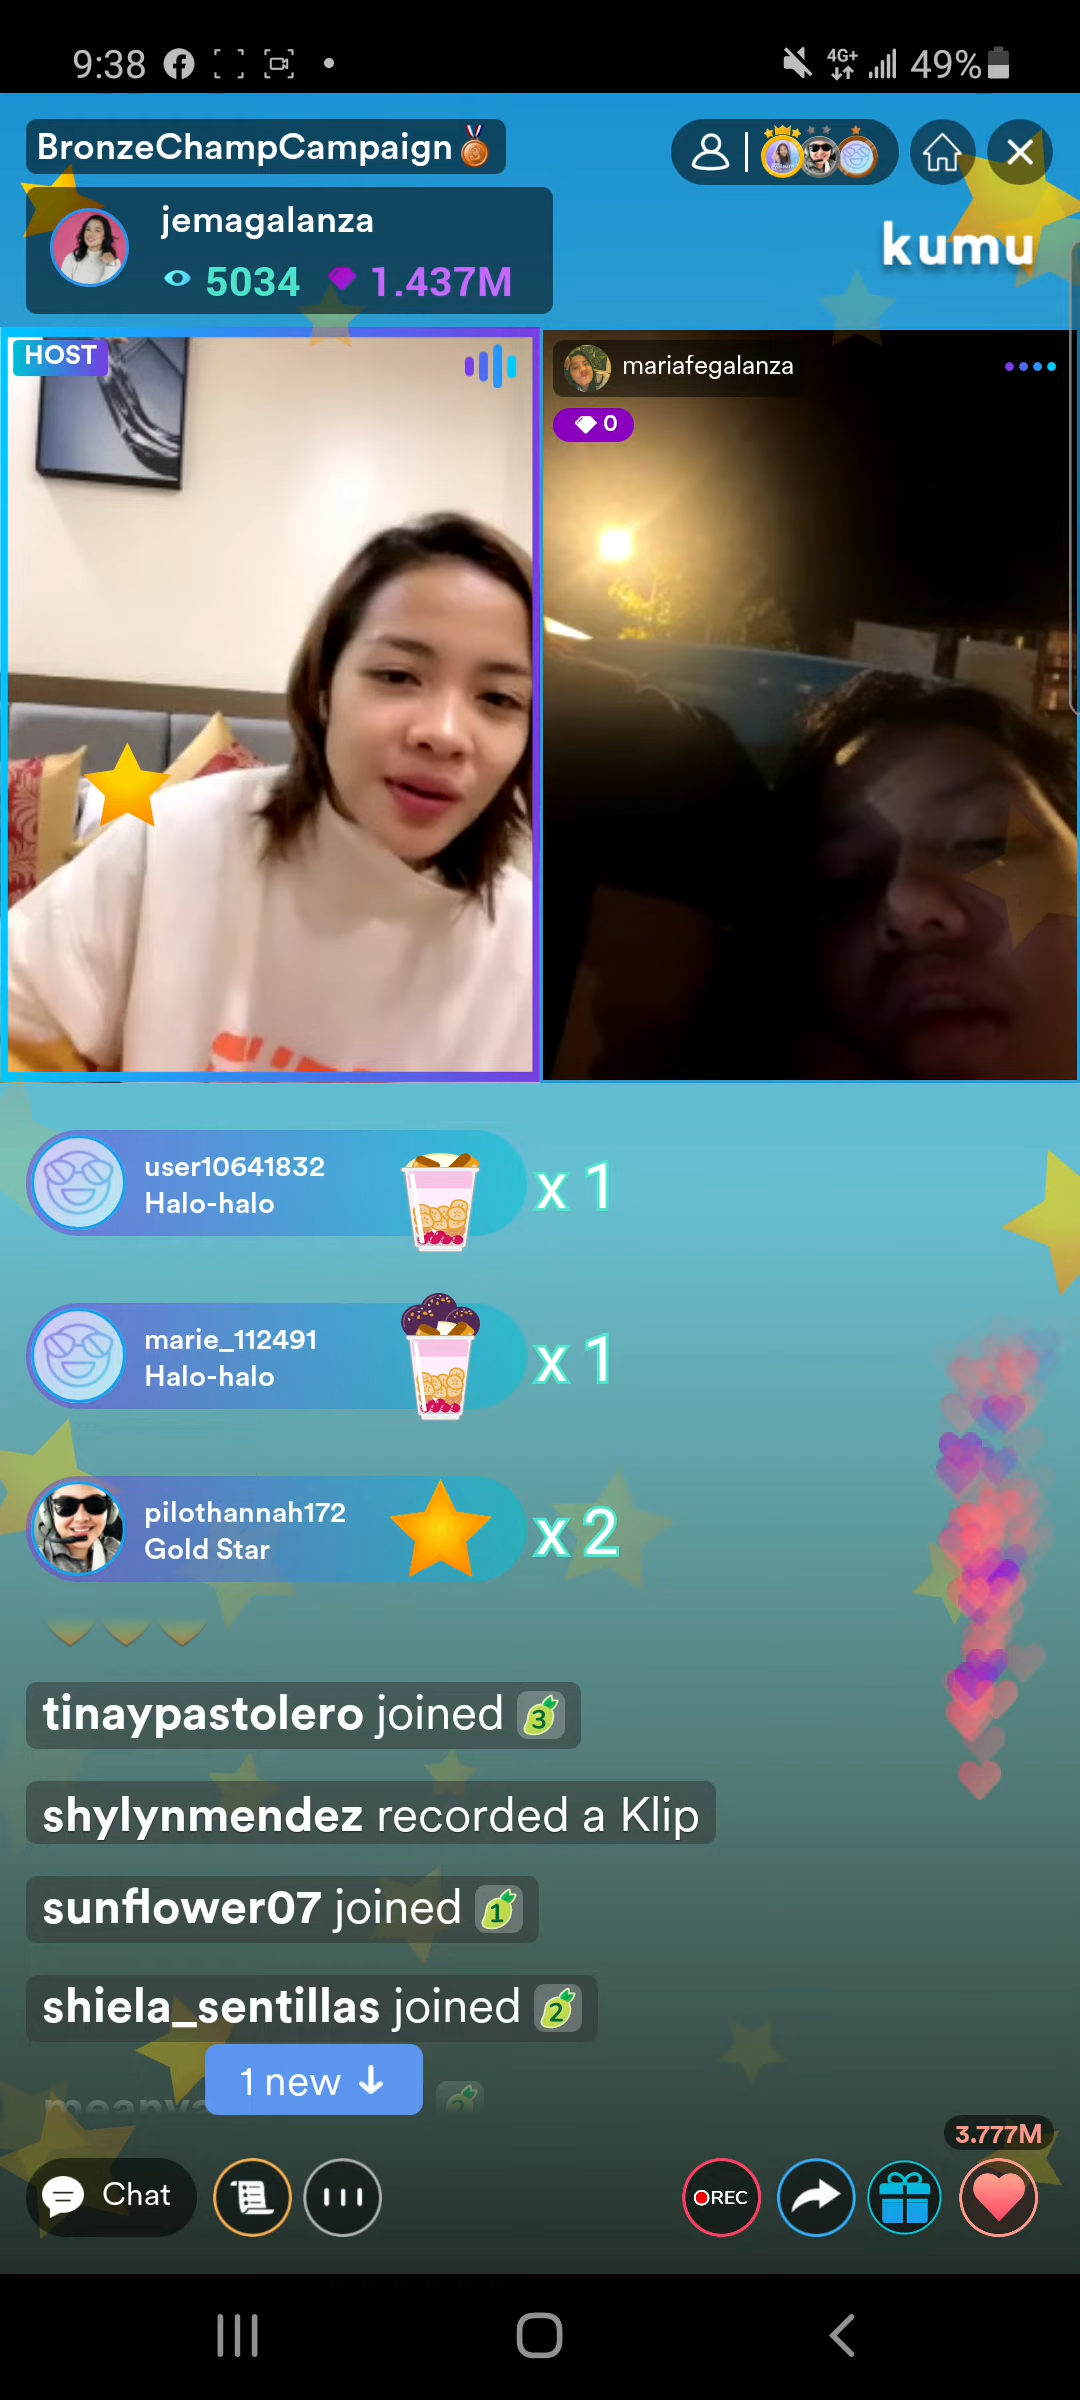 9:38
4G+
49%
BronzeChampCampaign
jemagalanza
5034
1.437M
kumu
HOST
mariafegalanza
0
user10641832
Halo-halo
x 1
marie_112491
Halo-halo
x 1
pilothannah172
Gold Star
x 2
tinaypastolero joined 3
shylynmendez recorded a Klip
sunflower07 joined 1
shiela_sentillas joined 2
1 new
3.777M
Chat
REC